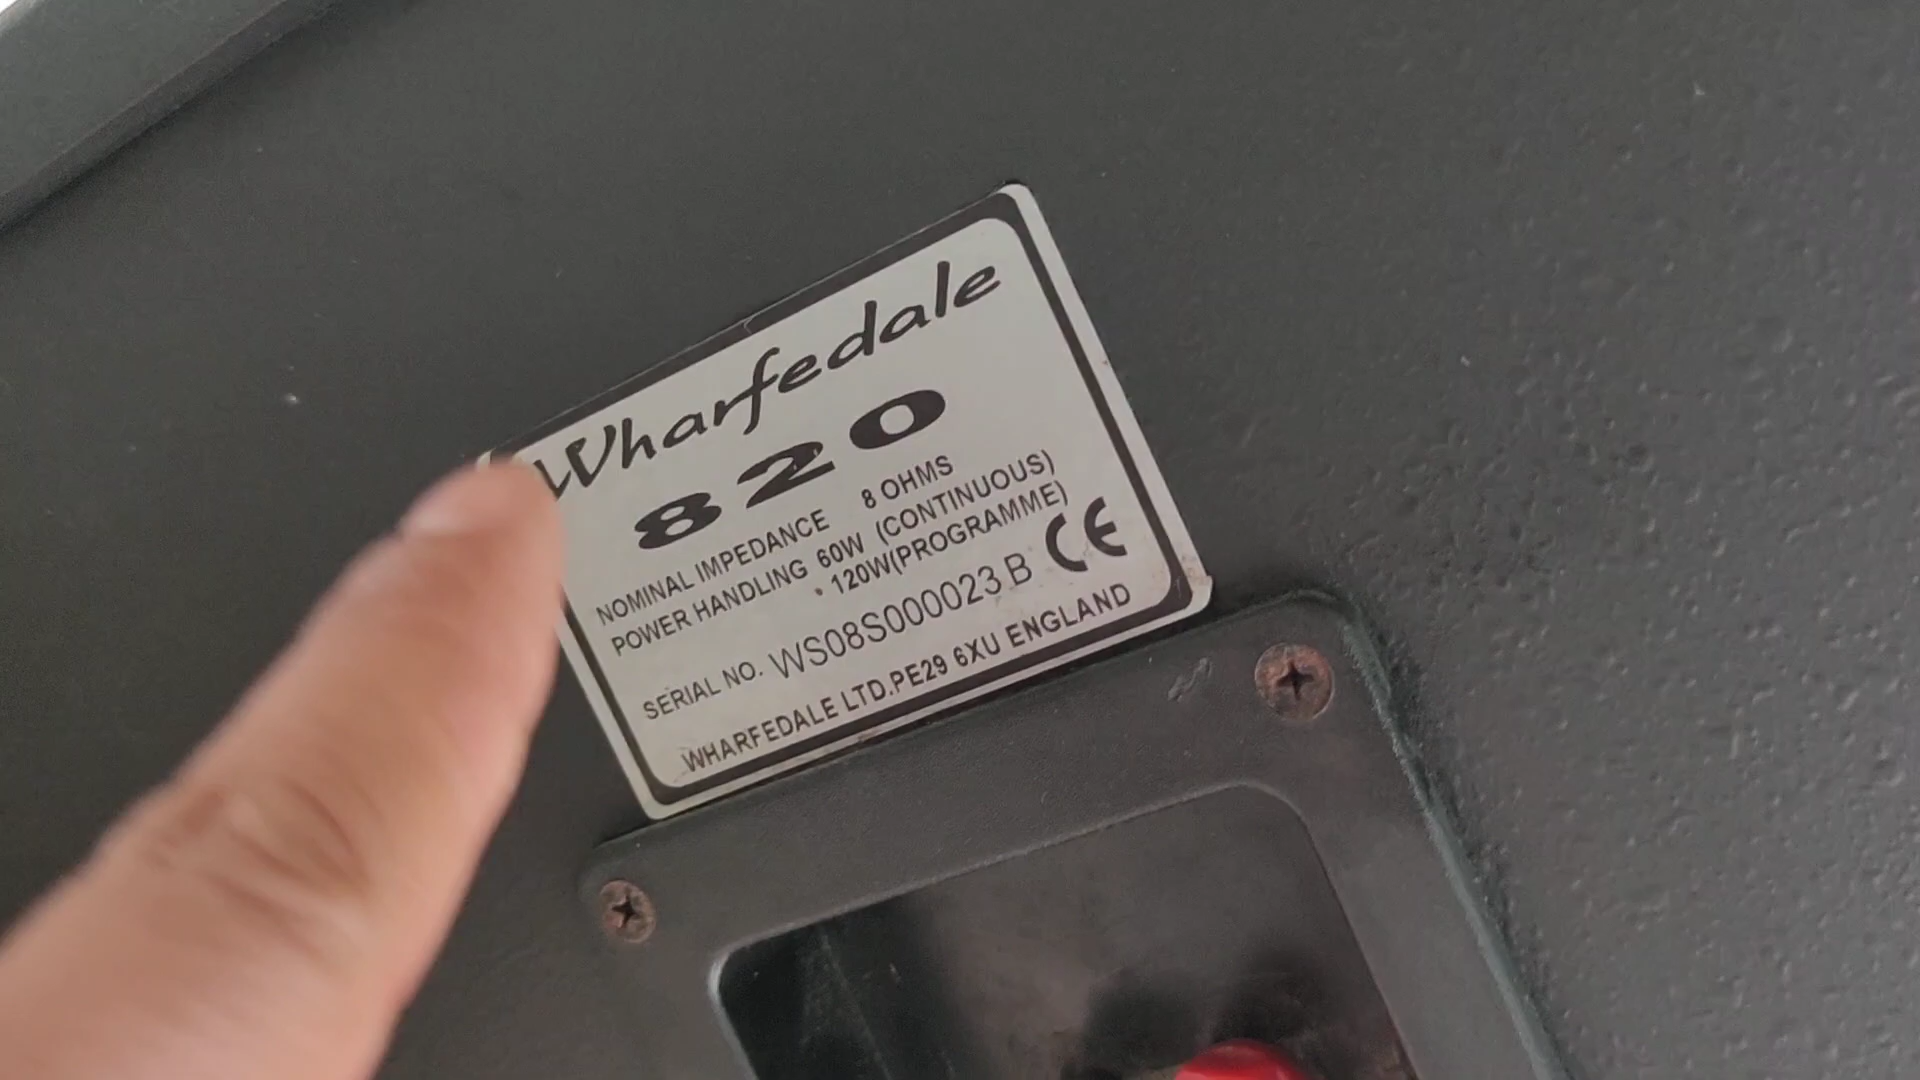 Wharfedale
820
NOMINAL IMPEDANCE 8 OHMS
POWER HANDLING 60W (CONTINUOUS)
120W(PROGRAMME)
SERIAL NO. WS08S000023 B CE
WHARFEDALE LTD.PE29 6XU ENGLAND